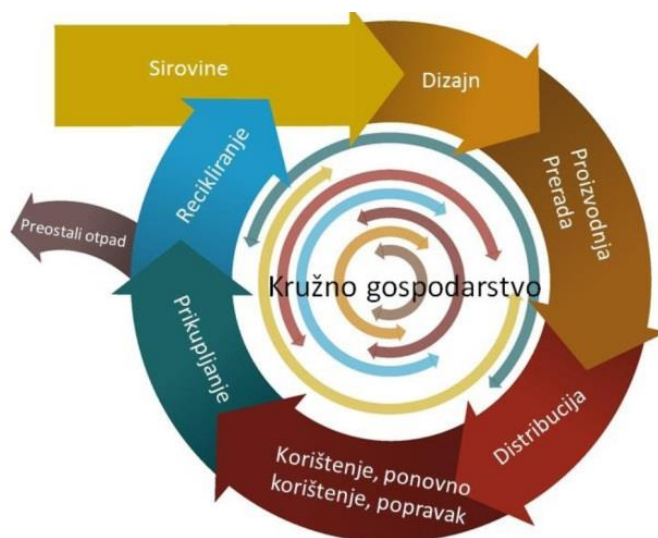 Sirovine
Dizajn
Proizvodnja
Prerada
Distribucija
Korištenje, ponovno
korištenje, popravak
Prikupljanje
Recikliranje
Preostali otpad
Kružno gospodarstvo